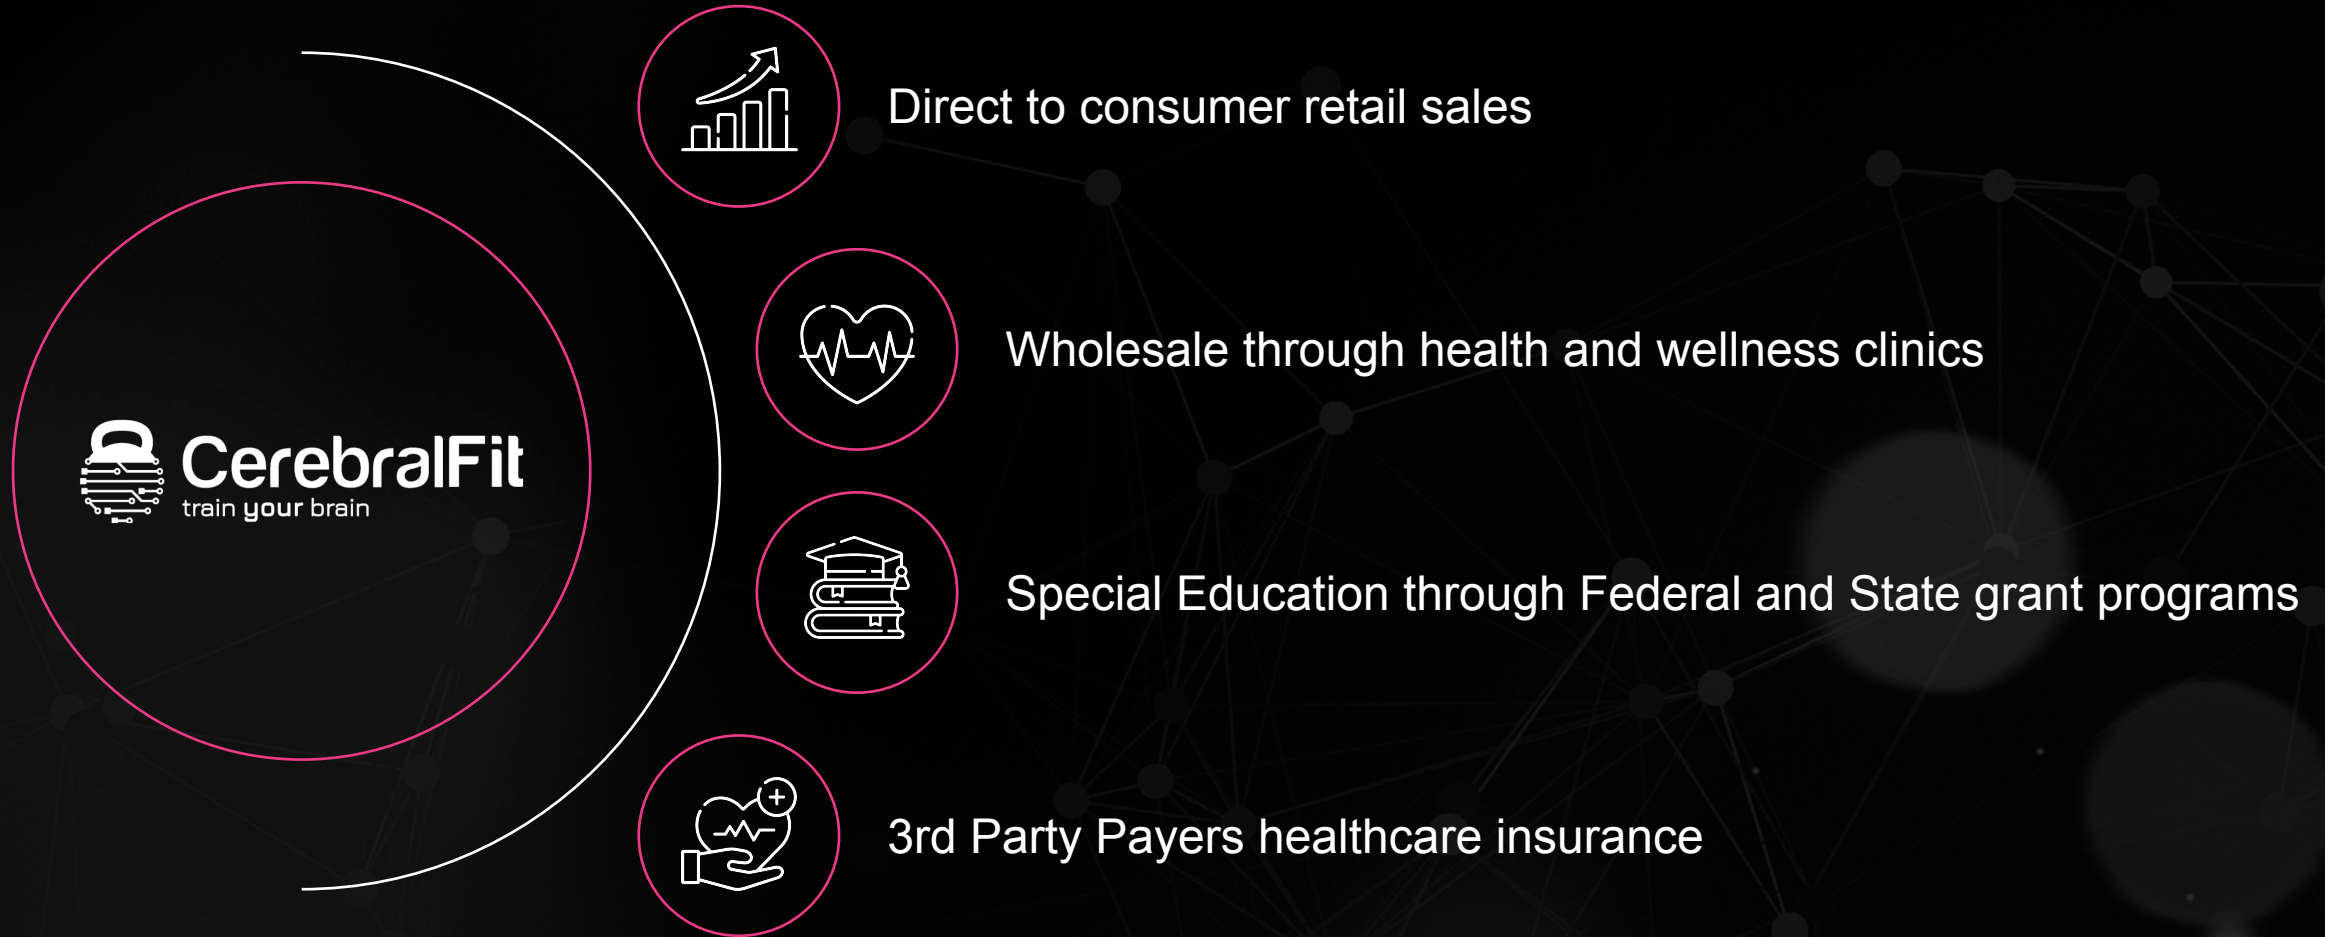 Direct to consumer retail sales
Wholesale through health and wellness clinics
CerebralFit
train your brain
Special Education through Federal and State grant programs
3rd Party Payers healthcare insurance